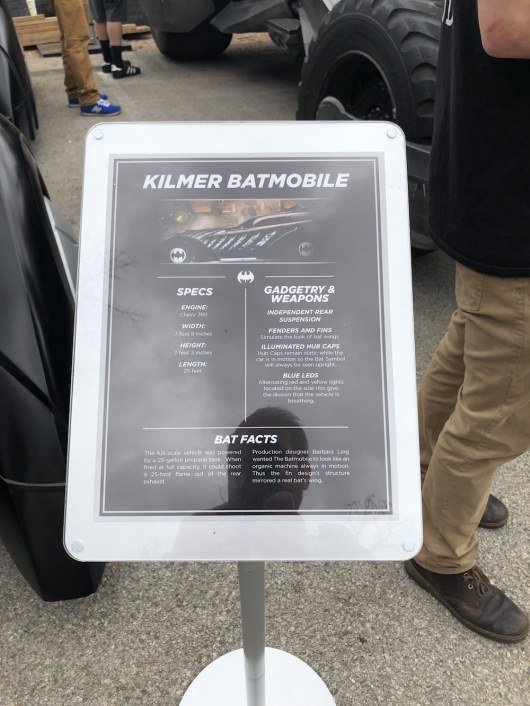 KILMER BATMOBILE
SPECS
ENGINE:
Chevy 380
WIDTH:
7 feet 9 inches
HEIGHT:
7 feet 3 inches
LENGTH:
25 feet
GADGETRY &
WEAPONS
INDEPENDENT REAR
SUSPENSION
FENDERS AND FINS
Simulate the look of bat wings.
ILLUMINATED HUB CAPS
Hub Caps remain static while the
car is in motion so the Bat Symbol
will always be seen upright.
BLUE LEDS
Alternating red and yellow lights
located on the side ribs give
the illusion that the vehicle is
breathing.
BAT FACTS
The full-scale vehicle was powered
by a 25-gallon propane tank. When
fired at full capacity, it could shoot
a 25-foot flame out of the rear
exhaust.
Production designer Barbara Ling
wanted The Batmobile to look like an
organic machine always in motion.
Thus the fin design's structure
mirrored a real bat's wing.